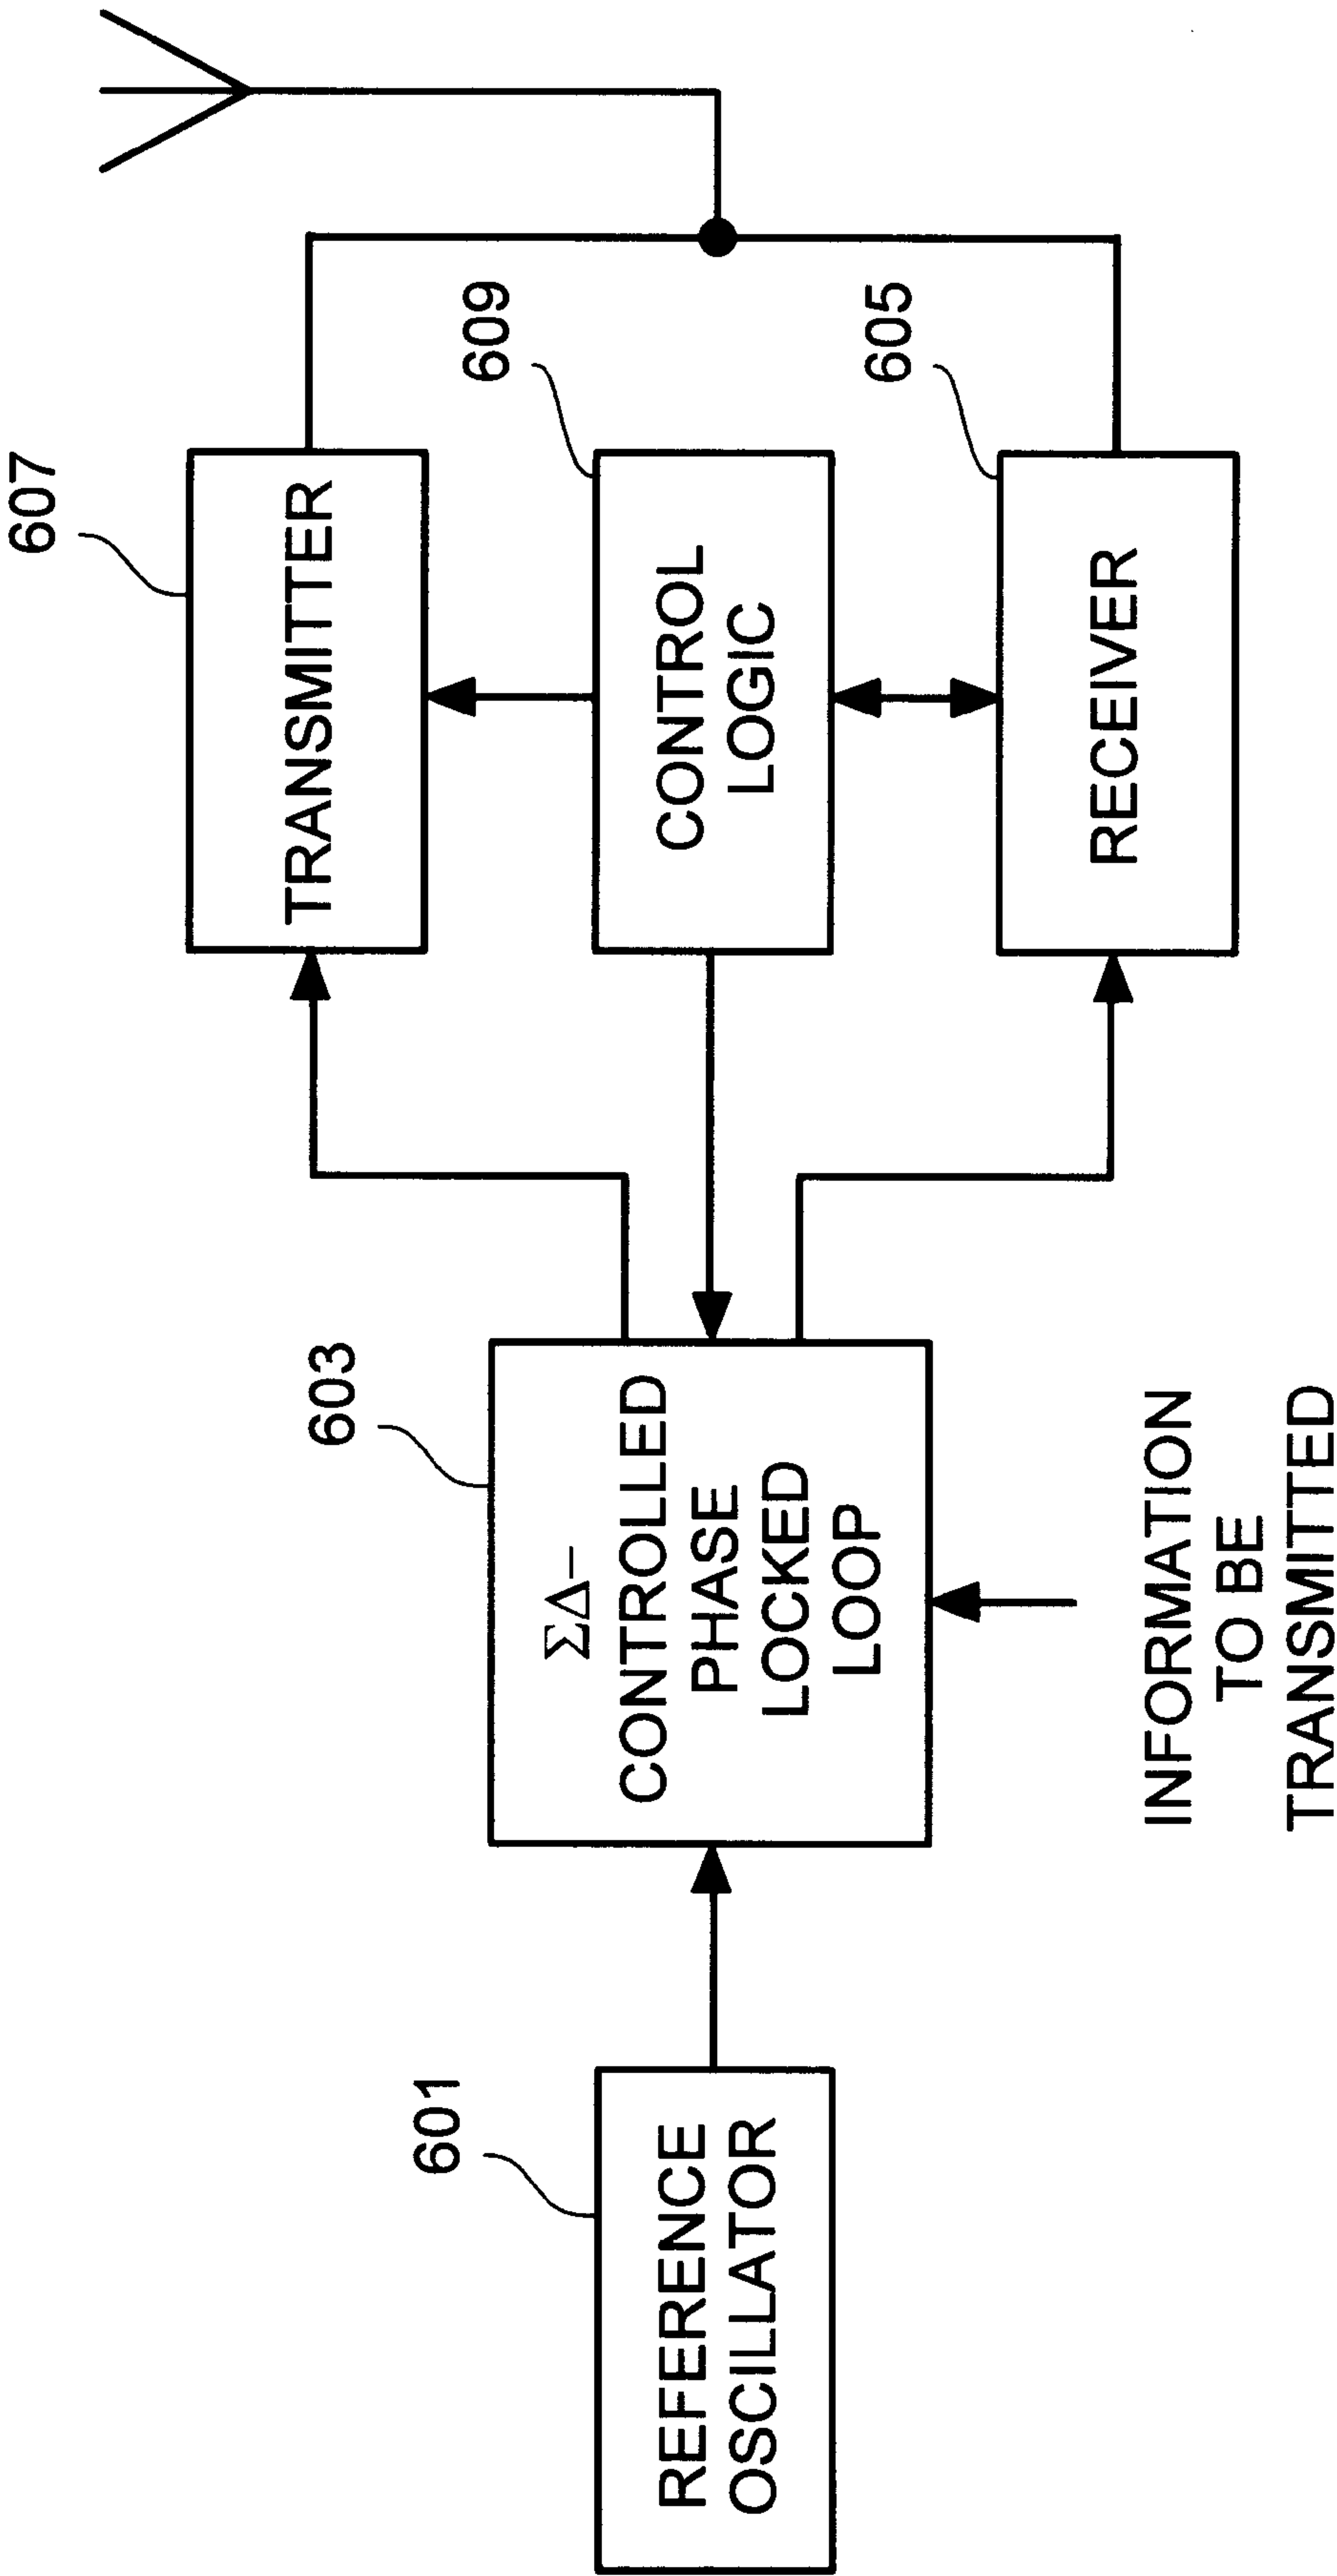 601
REFERENCE
OSCILLATOR
603
ΣΔ-
CONTROLLED
PHASE
LOCKED
LOOP
INFORMATION
TO BE
TRANSMITTED
607
TRANSMITTER
609
CONTROL
LOGIC
605
RECEIVER